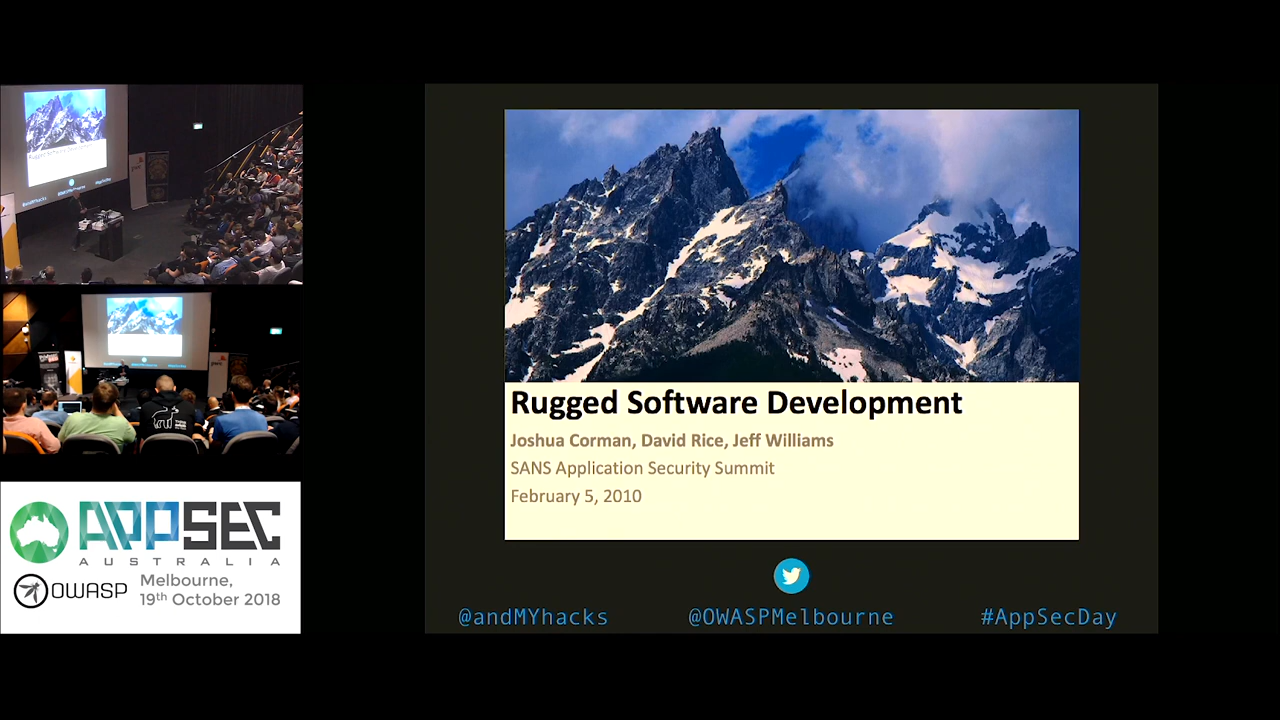 Rugged Software Development
Joshua Corman, David Rice, Jeff Williams
SANS Application Security Summit
February 5, 2010
@andMYhacks
@OWASPMelbourne
#AppSecDay
APPSEC
AUSTRALIA
OWASP
Melbourne,
19th October 2018